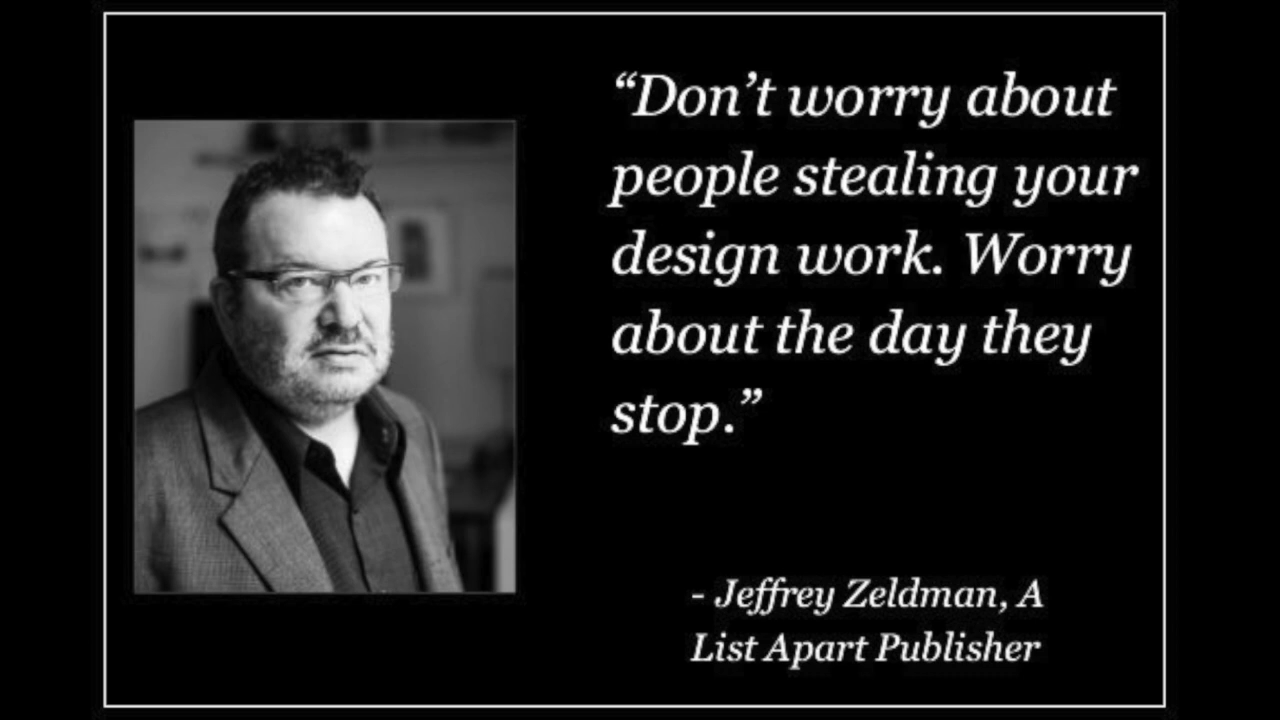 “Don’t worry about
people stealing your
design work. Worry
about the day they
stop.”
- Jeffrey Zeldman, A
List Apart Publisher